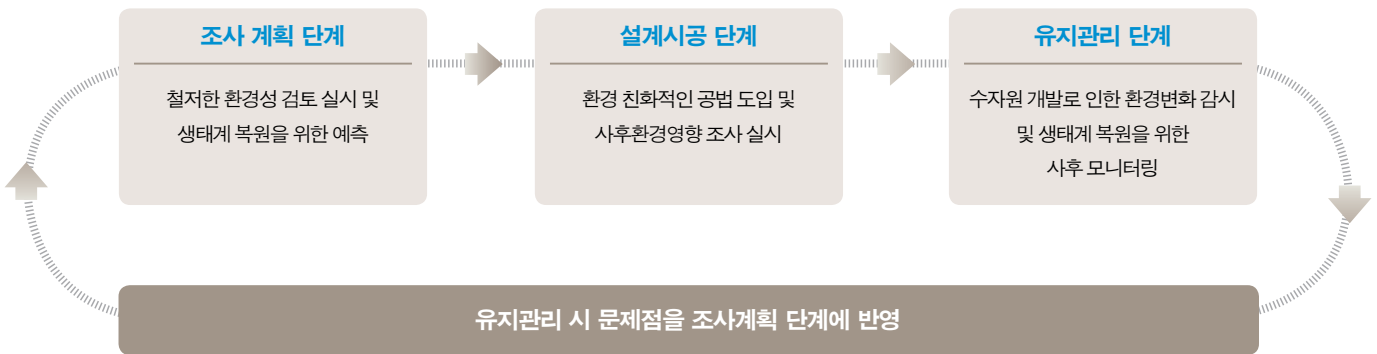 조사 계획 단계
철저한 환경성 검토 실시 및
생태계 복원을 위한 예측
설계시공 단계
환경 친화적인 공법 도입 및
사후환경영향 조사 실시
유지관리 단계
수자원 개발로 인한 환경변화 감시
및 생태계 복원을 위한
사후 모니터링
유지관리 시 문제점을 조사계획 단계에 반영